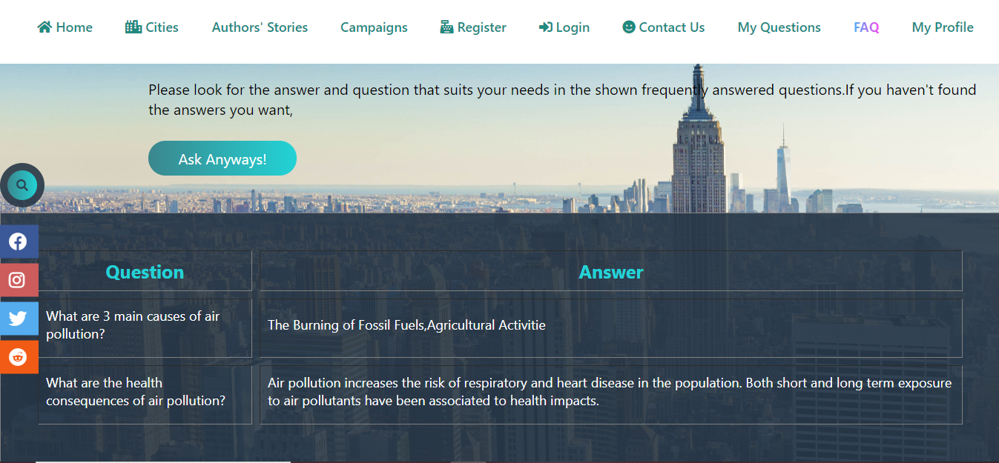 Home Cities Authors' Stories Campaigns Register Login Contact Us My Questions FAQ My Profile
Please look for the answer and question that suits your needs in the shown frequently answered questions.If you haven't found
the answers you want,
Ask Anyways!
Question Answer
What are 3 main causes of air
pollution?
The Burning of Fossil Fuels,Agricultural Activitie
What are the health
consequences of air pollution?
Air pollution increases the risk of respiratory and heart disease in the population. Both short and long term exposure
to air pollutants have been associated to health impacts.